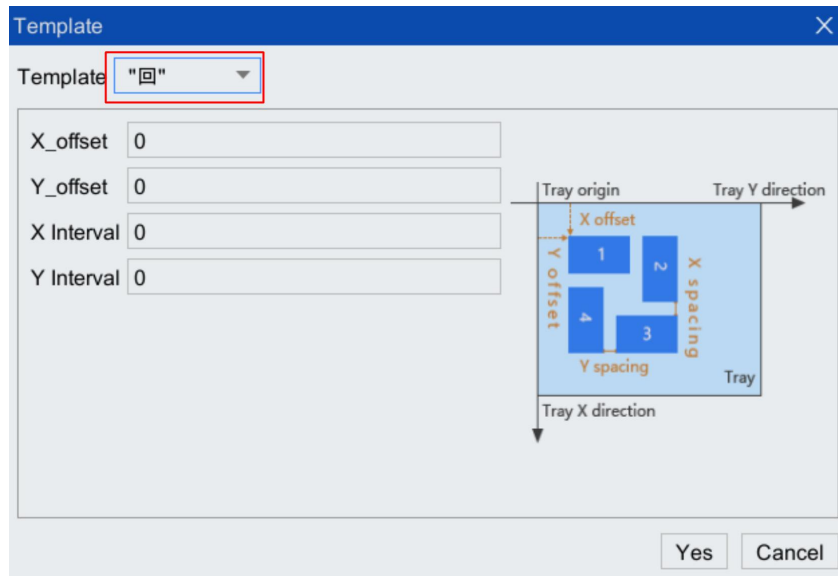 Template
Template "回"
X_offset 0
Y_offset 0
X Interval 0
Y Interval 0
Tray origin Tray Y direction
X offset
Y offset
1
2
X spacing
4
3
Y spacing
Tray
Tray X direction
Yes Cancel